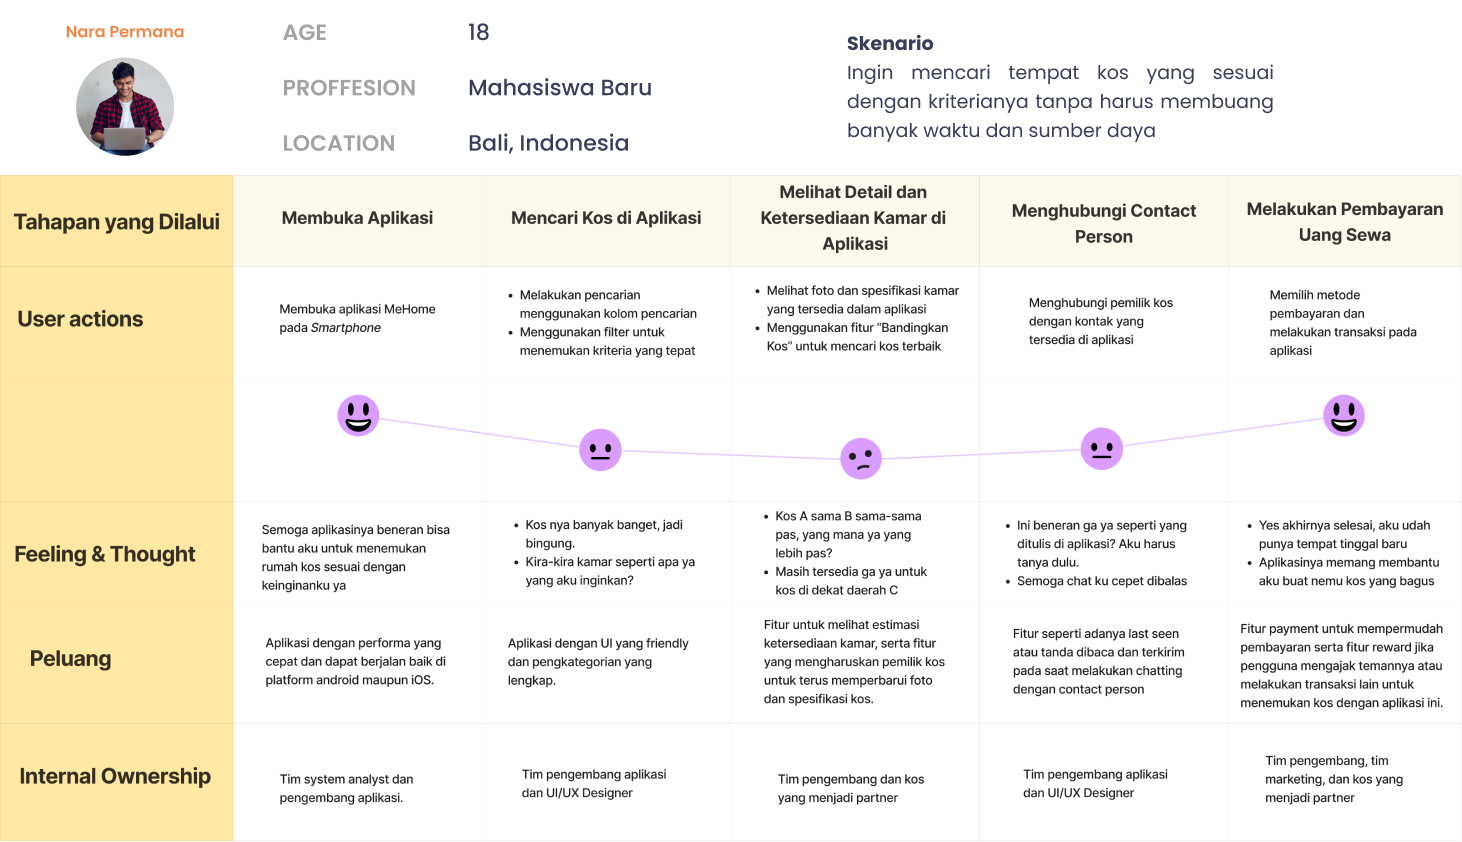 Nara Permana
AGE
18
PROFFESION
Mahasiswa Baru
LOCATION
Bali, Indonesia
Skenario
Ingin mencari tempat kos yang sesuai
dengan kriterianya tanpa harus membuang
banyak waktu dan sumber daya
Tahapan yang Dilalui
Membuka Aplikasi
Mencari Kos di Aplikasi
Melihat Detail dan
Ketersediaan Kamar di
Aplikasi
Menghubungi Contact
Person
Melakukan Pembayaran
Uang Sewa
User actions
Membuka aplikasi MeHome
pada Smartphone
• Melakukan pencarian
menggunakan kolom pencarian
• Menggunakan filter untuk
menemukan kriteria yang tepat
• Melihat foto dan spesifikasi kamar
yang tersedia dalam aplikasi
• Menggunakan fitur “Bandingkan
Kos” untuk mencari kos terbaik
Menghubungi pemilik kos
dengan kontak yang
tersedia di aplikasi
Memilih metode
pembayaran dan
melakukan transaksi pada
aplikasi
Feeling & Thought
Semoga aplikasinya beneran bisa
bantu aku untuk menemukan
rumah kos sesuai dengan
keinginanku ya
• Kos nya banyak banget, jadi
bingung.
• Kira-kira kamar seperti apa ya
yang aku inginkan?
• Kos A sama B sama-sama
pas, yang mana ya yang
lebih pas?
• Masih tersedia ga ya untuk
kos di dekat daerah C
• Ini beneran ga ya seperti yang
ditulis di aplikasi? Aku harus
tanya dulu.
• Semoga chat ku cepet dibalas
• Yes akhirnya selesai, aku udah
punya tempat tinggal baru
• Aplikasinya memang membantu
aku buat nemu kos yang bagus
Peluang
Aplikasi dengan performa yang
cepat dan dapat berjalan baik di
platform android maupun iOS.
Aplikasi dengan UI yang friendly
dan pengkategorian yang
lengkap.
Fitur untuk melihat estimasi
ketersediaan kamar, serta fitur
yang mengharuskan pemilik kos
untuk terus memperbarui foto
dan spesifikasi kos.
Fitur seperti adanya last seen
atau tanda dibaca dan terkirim
pada saat melakukan chatting
dengan contact person
Fitur payment untuk mempermudah
pembayaran serta fitur reward jika
pengguna mengajak temannya atau
melakukan transaksi lain untuk
menemukan kos dengan aplikasi ini.
Internal Ownership
Tim system analyst dan
pengembang aplikasi.
Tim pengembang aplikasi
dan UI/UX Designer
Tim pengembang dan kos
yang menjadi partner
Tim pengembang aplikasi
dan UI/UX Designer
Tim pengembang, tim
marketing, dan kos yang
menjadi partner